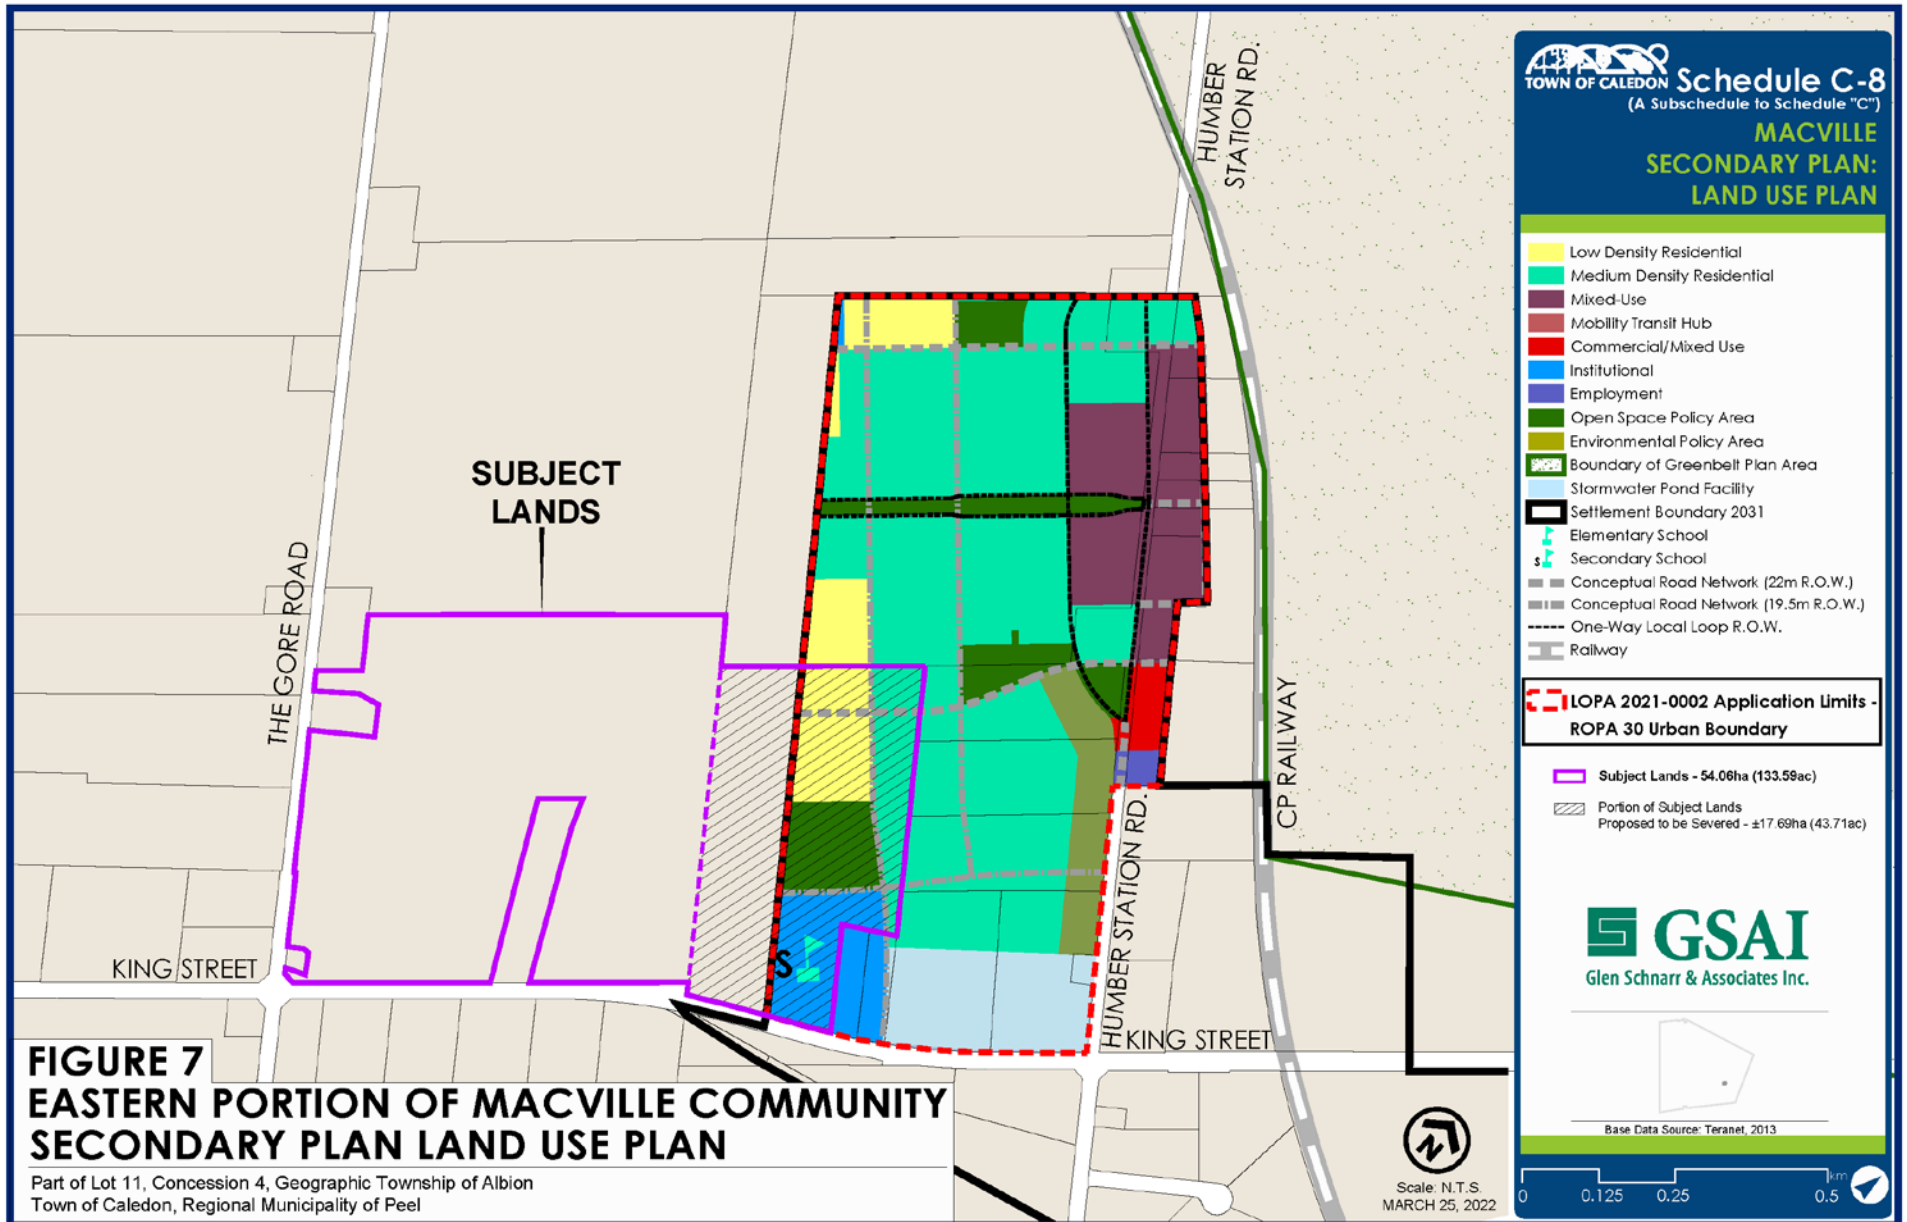 HUMBER
STATION RD.
SUBJECT
LANDS
THE GORE ROAD
CP RAILWAY
HUMBER STATION RD.
S
KING STREET
KING STREET
FIGURE 7
EASTERN PORTION OF MACVILLE COMMUNITY
SECONDARY PLAN LAND USE PLAN
Part of Lot 11, Concession 4, Geographic Township of Albion
Town of Caledon, Regional Municipality of Peel
N
Scale: N.T.S.
MARCH 25, 2022
TOWN OF CALEDON
Schedule C-8
(A Subschedule to Schedule "C")
MACVILLE
SECONDARY PLAN:
LAND USE PLAN
Low Density Residential
Medium Density Residential
Mixed-Use
Mobility Transit Hub
Commercial/Mixed Use
Institutional
Employment
Open Space Policy Area
Environmental Policy Area
Boundary of Greenbelt Plan Area
Stormwater Pond Facility
Settlement Boundary 2031
Elementary School
S Secondary School
Conceptual Road Network (22m R.O.W.)
Conceptual Road Network (19.5m R.O.W.)
One-Way Local Loop R.O.W.
Railway
LOPA 2021-0002 Application Limits -
ROPA 30 Urban Boundary
Subject Lands - 54.06ha (133.59ac)
Portion of Subject Lands
Proposed to be Severed - ±17.69ha (43.71ac)
GSAI
Glen Schnarr & Associates Inc.
Base Data Source: Teranet, 2013
km
0 0.125 0.25 0.5